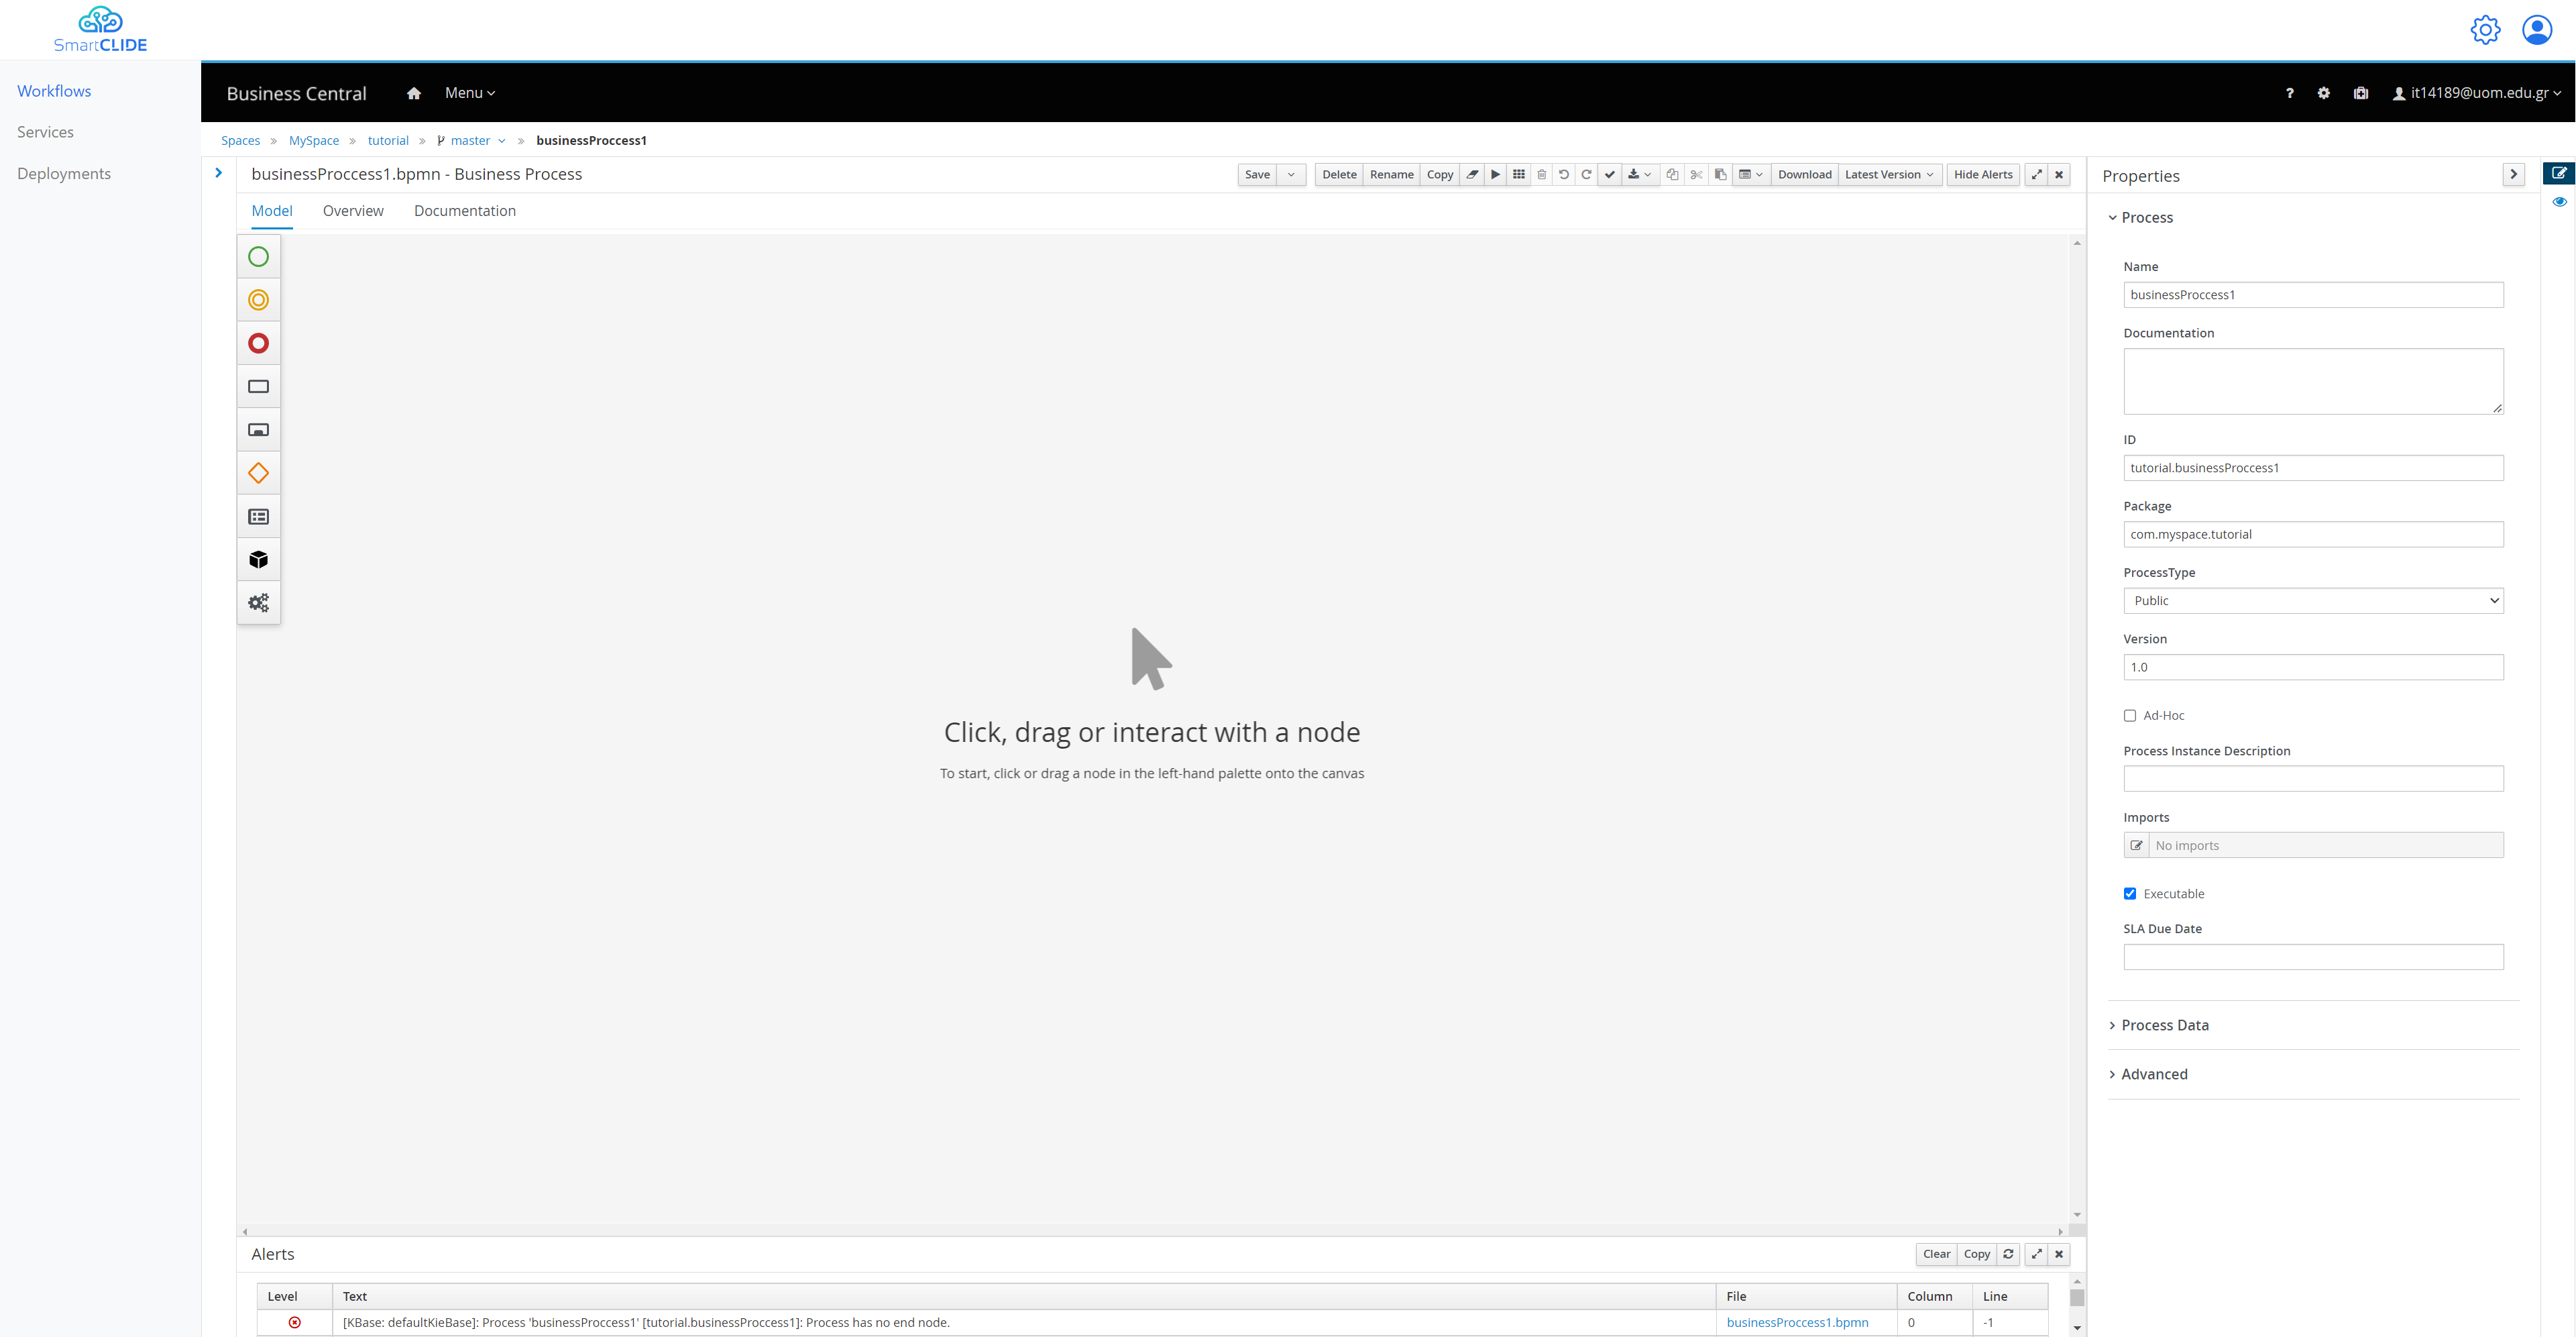 SmartCLIDE
Workflows
Services
Deployments
Business Central
Menu
?
it14189@uom.edu.gr
Spaces » MySpace » tutorial » master » businessProccess1
businessProccess1.bpmn - Business Process
Save
Delete
Rename
Copy
Download
Latest Version
Hide Alerts
Model
Overview
Documentation
Click, drag or interact with a node
To start, click or drag a node in the left-hand palette onto the canvas
Properties
Process
Name
businessProccess1
Documentation
ID
tutorial.businessProccess1
Package
com.myspace.tutorial
ProcessType
Public
Version
1.0
Ad-Hoc
Process Instance Description
Imports
No imports
Executable
SLA Due Date
Process Data
Advanced
Alerts
Clear
Copy
Level Text File Column Line
[KBase: defaultKieBase]: Process 'businessProccess1' [tutorial.businessProccess1]: Process has no end node. businessProccess1.bpmn 0 -1